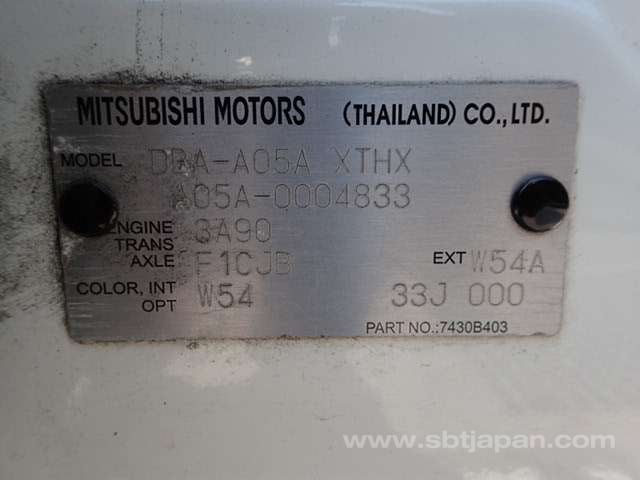 MITSUBISHI MOTORS (THAILAND) CO.,LTD.
MODEL DBA-A05A XTHX
A05A-0004833
ENGINE 3A90
TRANS AXLE F1CJB EXT W54A
COLOR, INT OPT W54 33J 000
PART NO.:7430B403
www.sbtjapan.com